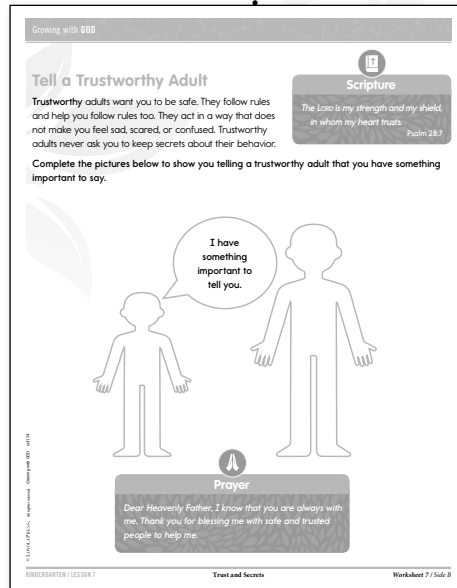 Growing with GOD
Tell a Trustworthy Adult
Trustworthy adults want you to be safe. They follow rules
and help you follow rules too. They act in a way that does
not make you feel sad, scared, or confused. Trustworthy
adults never ask you to keep secrets about their behavior.
Scripture
The LORD is my strength and my shield,
in whom my heart trusts.
Psalm 28:7
Complete the pictures below to show you telling a trustworthy adult that you have something
important to say.
I have
something
important to
tell you.
Prayer
Dear Heavenly Father, I know that you are always with
me. Thank you for blessing me with safe and trusted
people to help me.
All rights reserved. Growing with GOD
KINDERGARTEN / LESSON 7
Trust and Secrets
Worksheet 7 / Side B